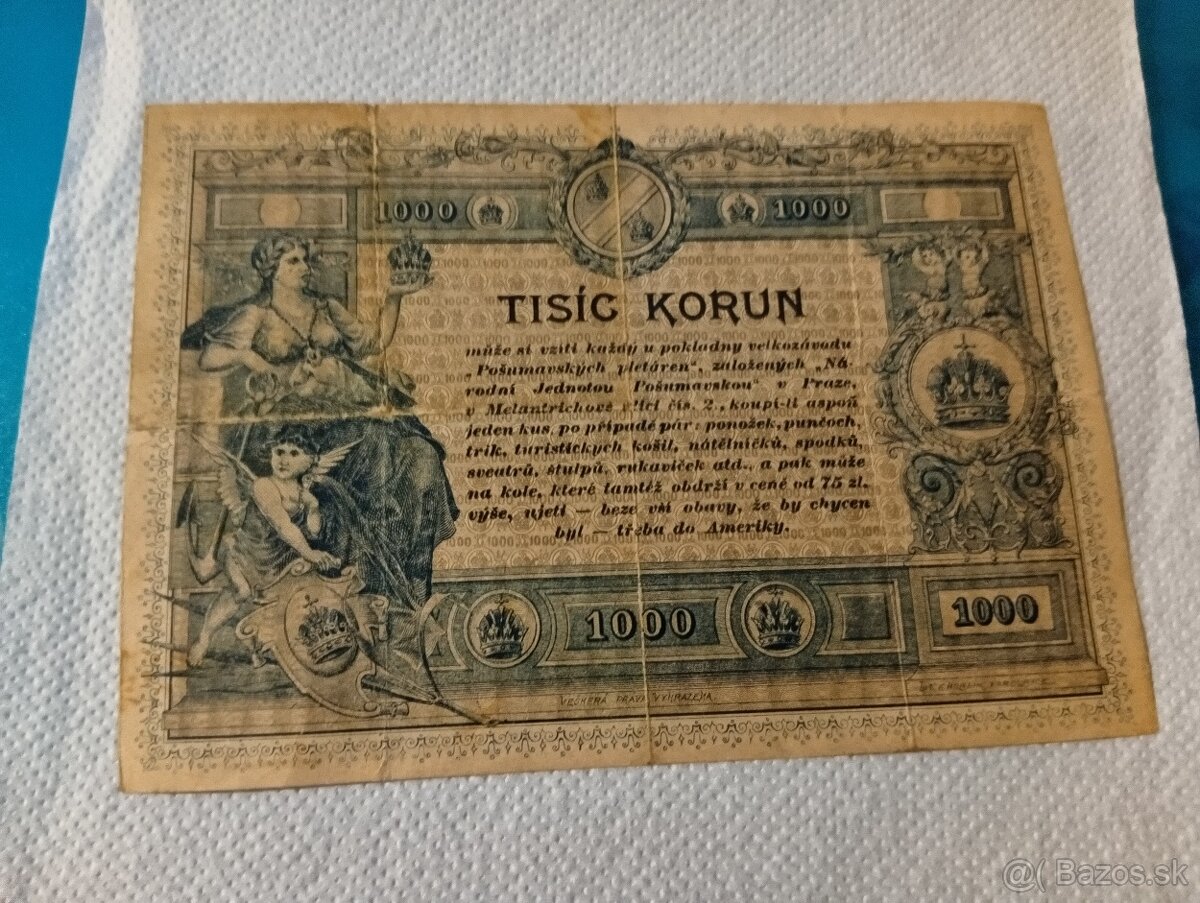 1000 1000
TISÍC KORUN
může si vzíti každý u pokladny velkozávodu
„Pošumavských pletáren“, založených „Ná-
rodní Jednotou Pošumavskou“ v Praze,
v Melantrichově ulici čís. 2., koupí-li aspoň
jeden kus, po případě pár: ponožek, punčoch,
trik, turistických košil, nátělníčků, spodků,
sveatrů, štulpů, rukaviček atd., a pak může
na kole, které tamtéž obdrží v ceně od 75 zl.
výše, ujeti — beze vší obavy, že by chycen
byl — třeba do Ameriky.
1000 1000
VEŠKERÁ PRÁVA VYHRAZENA
@( Bazos.sk